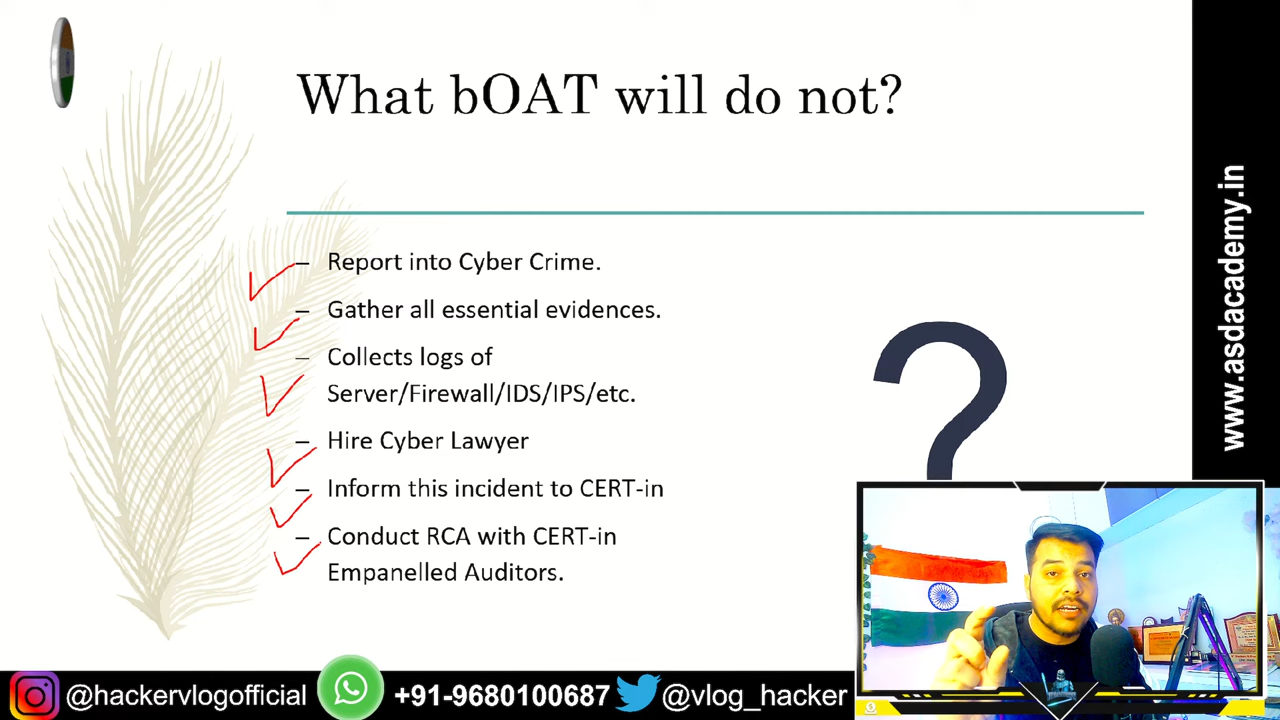 What bOAT will do not?
– Report into Cyber Crime.
– Gather all essential evidences.
– Collects logs of
Server/Firewall/IDS/IPS/etc.
– Hire Cyber Lawyer
– Inform this incident to CERT-in
– Conduct RCA with CERT-in
Empanelled Auditors.
?
www.asdacademy.in
@hackervlogofficial
+91-9680100687
@vlog_hacker